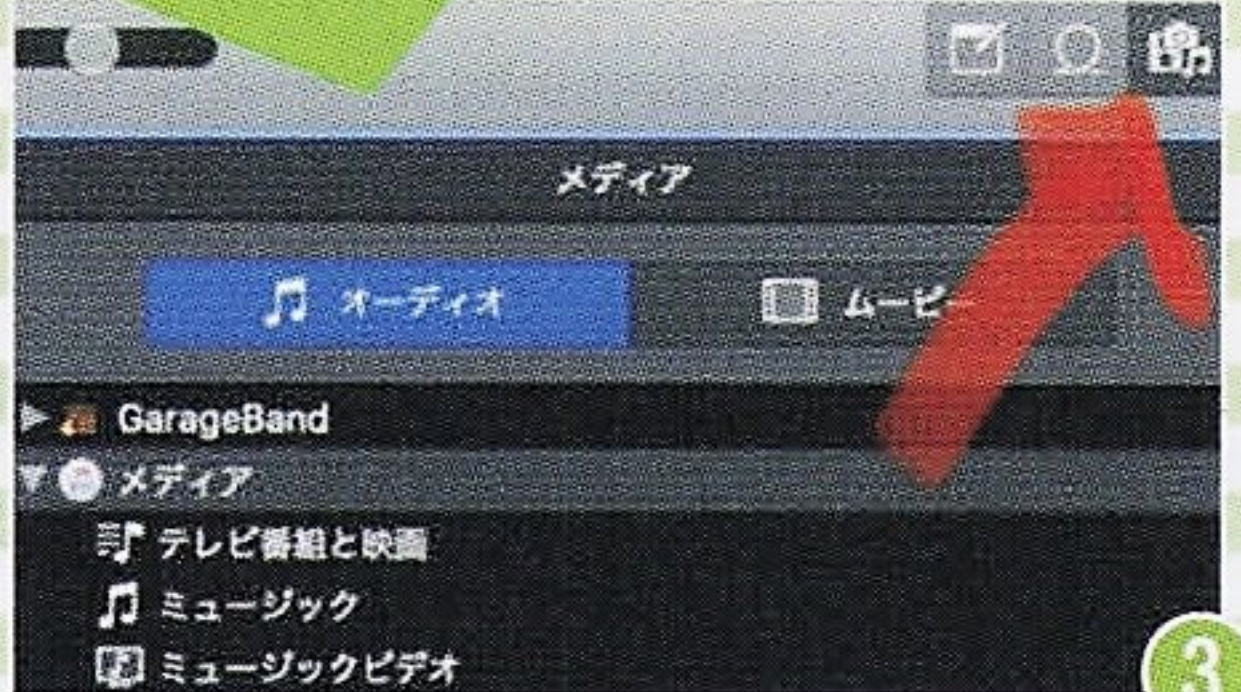 メディア
オーディオ ムービー
GarageBand
メディア
テレビ番組と映画
ミュージック
ミュージックビデオ
3